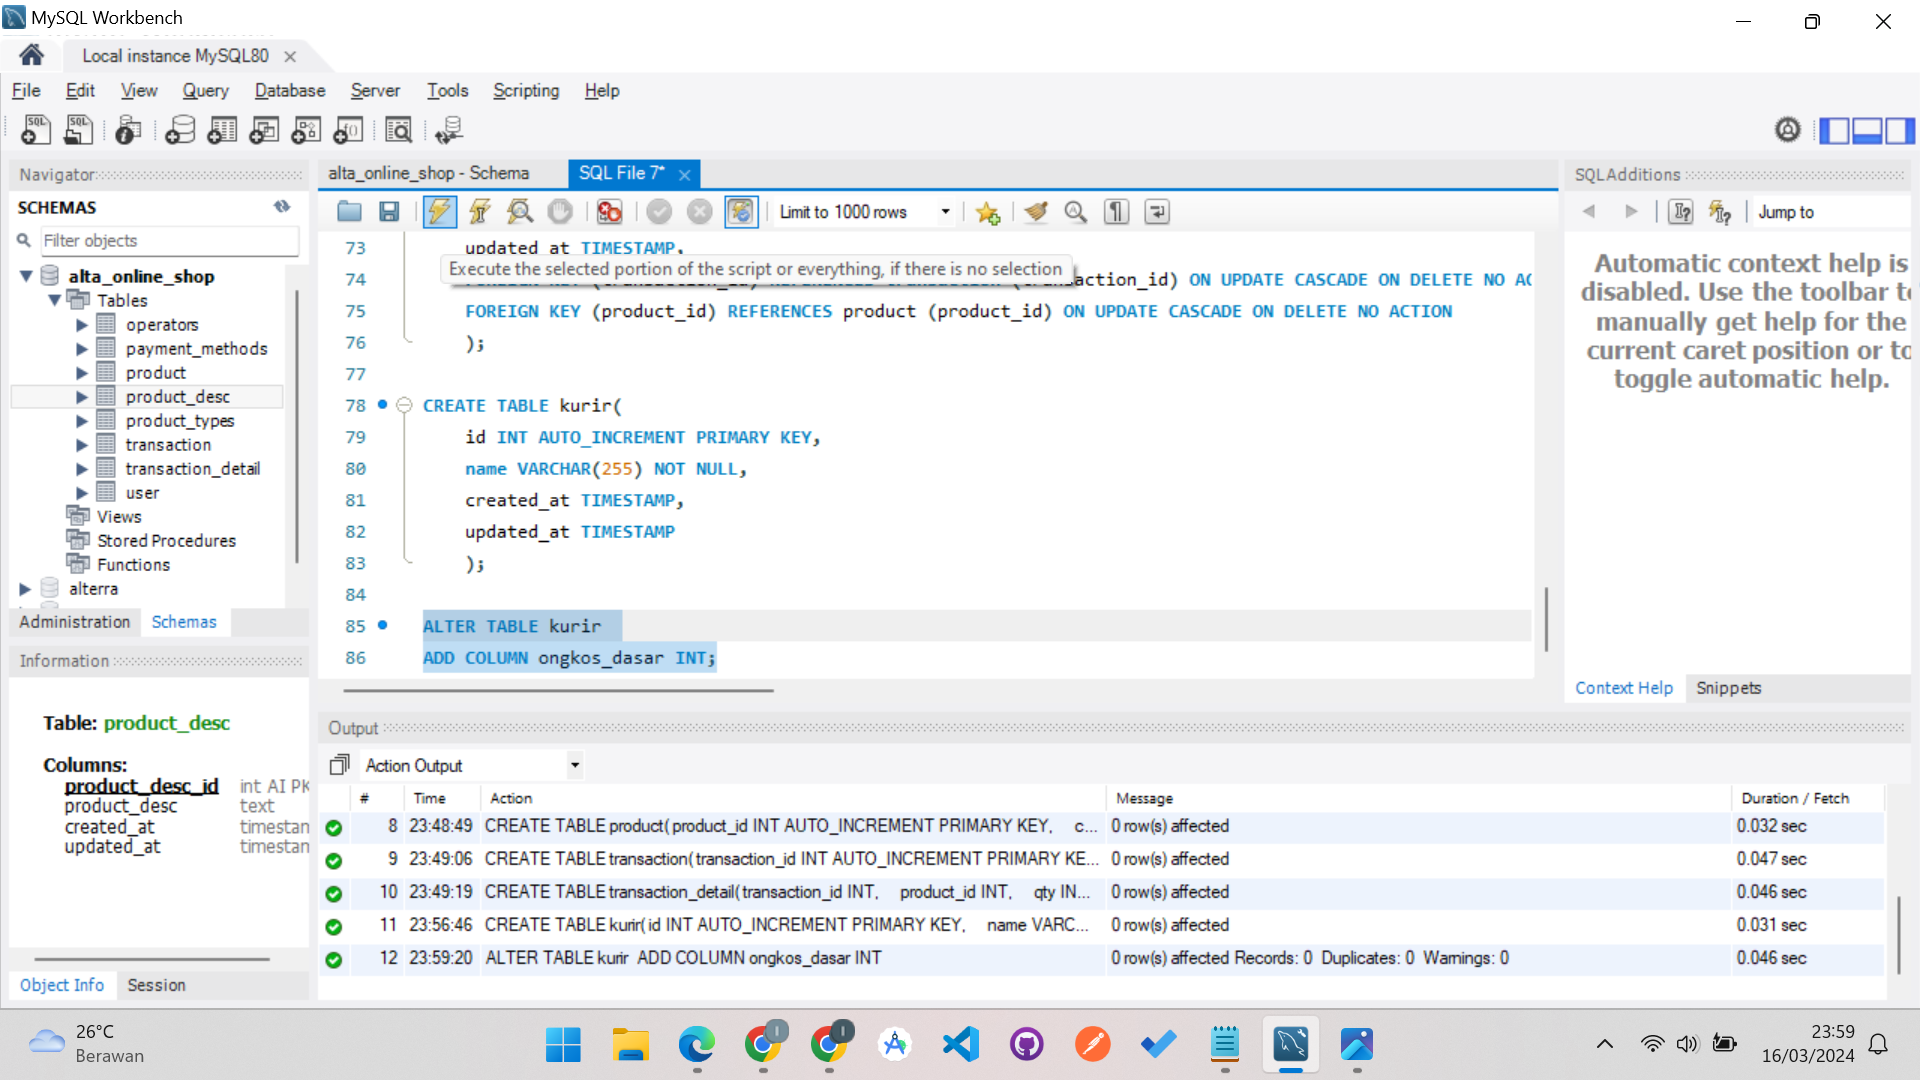 MySQL Workbench
Local instance MySQL80
File Edit View Query Database Server Tools Scripting Help
Navigator
SCHEMAS
Filter objects
alta_online_shop
Tables
operators
payment_methods
product
product_desc
product_types
transaction
transaction_detail
user
Views
Stored Procedures
Functions
alterra
Administration Schemas
Information
Table: product_desc
Columns:
product_desc_id int AI PK
product_desc text
created_at timestan
updated_at timestan
Object Info Session
alta_online_shop - Schema SQL File 7*
Limit to 1000 rows
73 updated_at TIMESTAMP,
Execute the selected portion of the script or everything, if there is no selection
74 action_id) ON UPDATE CASCADE ON DELETE NO AC
75 FOREIGN KEY (product_id) REFERENCES product (product_id) ON UPDATE CASCADE ON DELETE NO ACTION
76 );
77
78 CREATE TABLE kurir(
79 id INT AUTO_INCREMENT PRIMARY KEY,
80 name VARCHAR(255) NOT NULL,
81 created_at TIMESTAMP,
82 updated_at TIMESTAMP
83 );
84
85 ALTER TABLE kurir
86 ADD COLUMN ongkos_dasar INT;
SQLAdditions
Jump to
Automatic context help is
disabled. Use the toolbar to
manually get help for the
current caret position or to
toggle automatic help.
Context Help Snippets
Output
Action Output
# Time Action Message Duration / Fetch
8 23:48:49 CREATE TABLE product( product_id INT AUTO_INCREMENT PRIMARY KEY, c... 0 row(s) affected 0.032 sec
9 23:49:06 CREATE TABLE transaction( transaction_id INT AUTO_INCREMENT PRIMARY KE... 0 row(s) affected 0.047 sec
10 23:49:19 CREATE TABLE transaction_detail( transaction_id INT, product_id INT, qty IN... 0 row(s) affected 0.046 sec
11 23:56:46 CREATE TABLE kurir( id INT AUTO_INCREMENT PRIMARY KEY, name VARC... 0 row(s) affected 0.031 sec
12 23:59:20 ALTER TABLE kurir ADD COLUMN ongkos_dasar INT 0 row(s) affected Records: 0 Duplicates: 0 Warnings: 0 0.046 sec
26°C
Berawan
23:59
16/03/2024